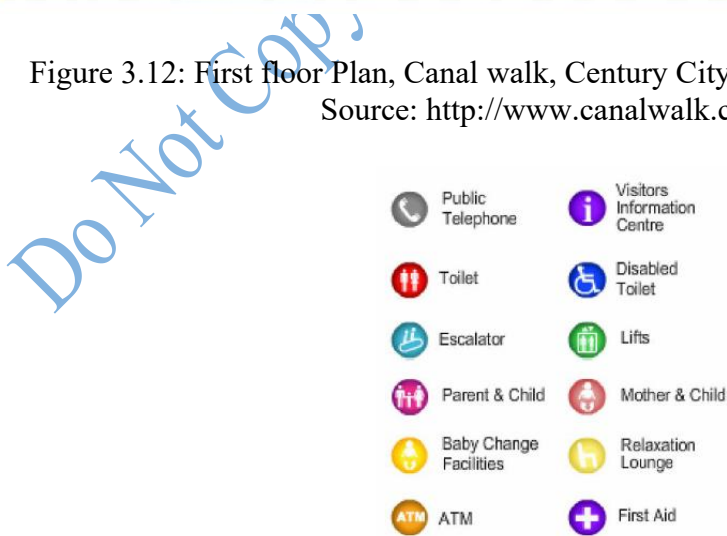 Do Not Copy
Figure 3.12: First floor Plan, Canal walk, Century City
Source: http://www.canalwalk.c
Public
Telephone
Visitors
Information
Centre
Toilet
Disabled
Toilet
Escalator
Lifts
Parent & Child
Mother & Child
Baby Change
Facilities
Relaxation
Lounge
ATM
ATM
First Aid